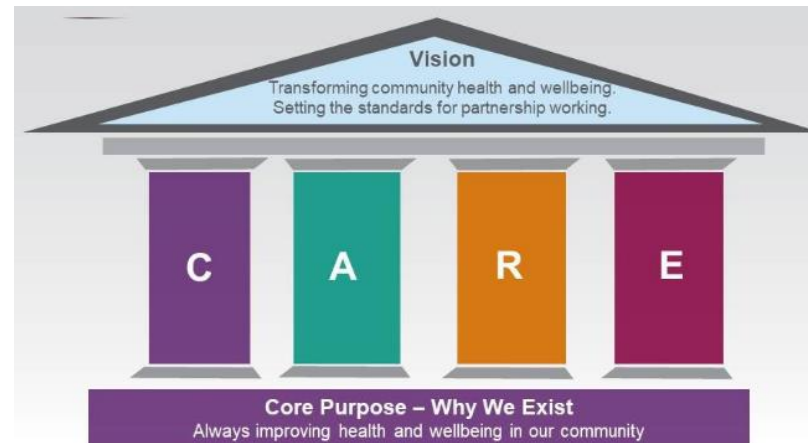 Vision
Transforming community health and wellbeing.
Setting the standards for partnership working.
C A R E
Core Purpose – Why We Exist
Always improving health and wellbeing in our community